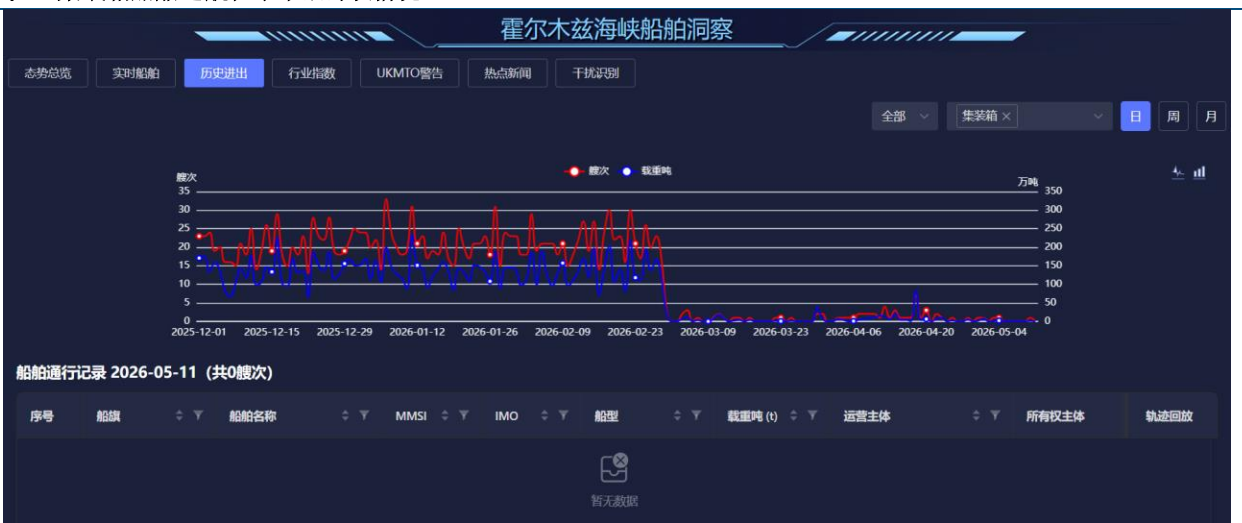 霍尔木兹海峡船舶洞察
态势总览 实时船舶 历史进出 行业指数 UKMTO警告 热点新闻 干扰识别
全部 集装箱 × 日 周 月
艘次 载重吨
艘次 万吨
35 350
30 300
25 250
20 200
15 150
10 100
5 50
0 0
2025-12-01 2025-12-15 2025-12-29 2026-01-12 2026-01-26 2026-02-09 2026-02-23 2026-03-09 2026-03-23 2026-04-06 2026-04-20 2026-05-04
船舶通行记录 2026-05-11（共0艘次）
序号 船旗 船舶名称 MMSI IMO 船型 载重吨 (t) 运营主体 所有权主体 轨迹回放
暂无数据